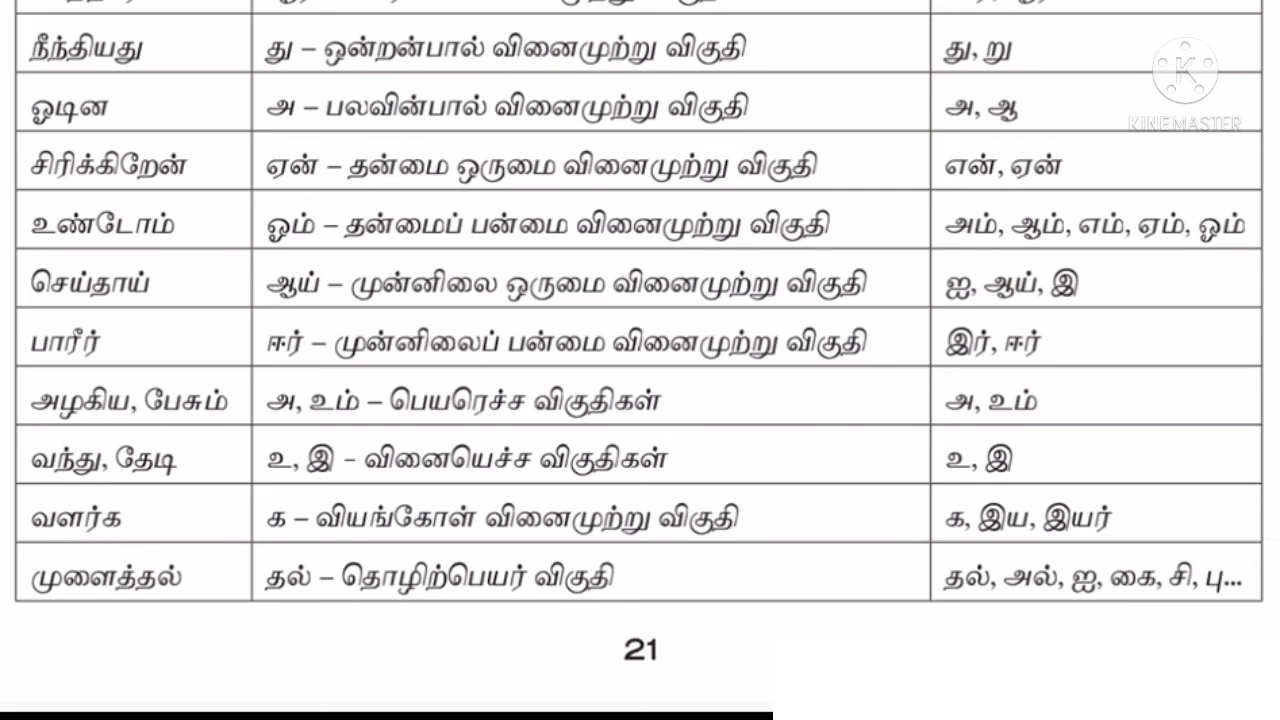 நீந்தியது து – ஒன்றன்பால் வினைமுற்று விகுதி து, று
ஓடின அ – பலவின்பால் வினைமுற்று விகுதி அ, ஆ
சிரிக்கிறேன் ஏன் – தன்மை ஒருமை வினைமுற்று விகுதி என், ஏன்
உண்டோம் ஓம் – தன்மைப் பன்மை வினைமுற்று விகுதி அம், ஆம், எம், ஏம், ஓம்
செய்தாய் ஆய் – முன்னிலை ஒருமை வினைமுற்று விகுதி ஐ, ஆய், இ
பாரீர் ஈர் – முன்னிலைப் பன்மை வினைமுற்று விகுதி இர், ஈர்
அழகிய, பேசும் அ, உம் – பெயரெச்ச விகுதிகள் அ, உம்
வந்து, தேடி உ, இ – வினையெச்ச விகுதிகள் உ, இ
வளர்க க – வியங்கோள் வினைமுற்று விகுதி க, இய, இயர்
முளைத்தல் தல் – தொழிற்பெயர் விகுதி தல், அல், ஐ, கை, சி, பு...
21
K
KINEMASTER